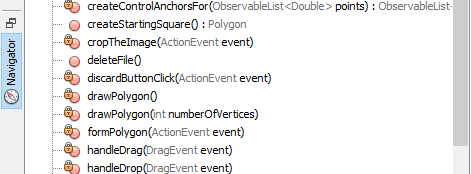 createControlAnchorsFor(ObservableList<Double> points) : ObservableList
createStartingSquare() : Polygon
cropTheImage(ActionEvent event)
deleteFile()
discardButtonClick(ActionEvent event)
drawPolygon()
drawPolygon(int numberOfVertices)
formPolygon(ActionEvent event)
handleDrag(DragEvent event)
handleDrop(DragEvent event)
Navigator